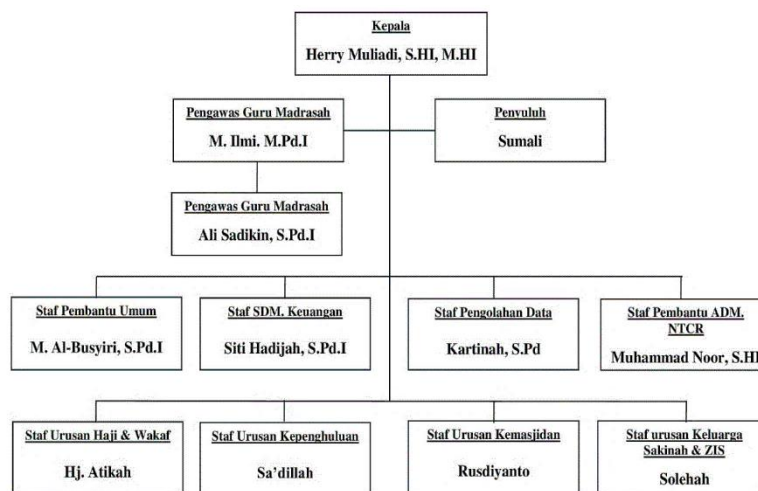 Kepala
Herry Muliadi, S.HI, M.HI
Pengawas Guru Madrasah
M. Ilmi. M.Pd.I
Penyuluh
Sumali
Pengawas Guru Madrasah
Ali Sadikin, S.Pd.I
Staf Pembantu Umum
M. Al-Busyiri, S.Pd.I
Staf SDM. Keuangan
Siti Hadijah, S.Pd.I
Staf Pengolahan Data
Kartinah, S.Pd
Staf Pembantu ADM.
NTCR
Muhammad Noor, S.HI
Staf Urusan Haji & Wakaf
Hj. Atikah
Staf Urusan Kepenghuluan
Sa'dillah
Staf Urusan Kemasjidan
Rusdiyanto
Staf urusan Keluarga
Sakinah & ZIS
Solehah